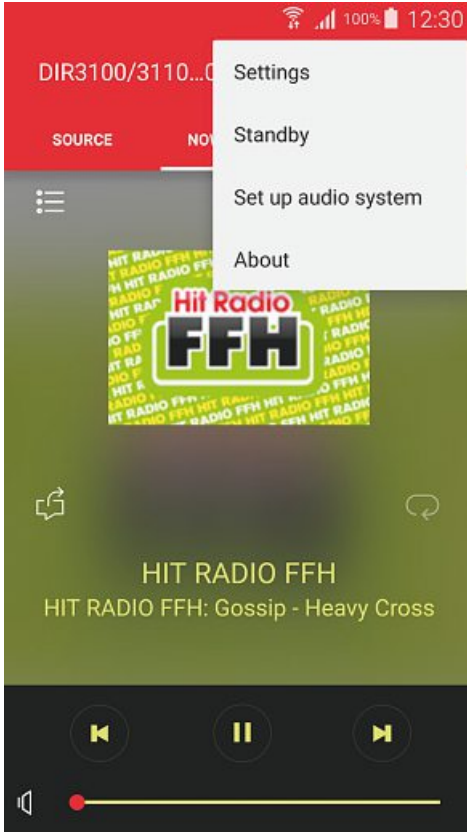 100% 12:30
DIR3100/3110...
SOURCE
Settings
Standby
Set up audio system
About
Hit Radio
FFH
HIT RADIO FFH
HIT RADIO FFH: Gossip - Heavy Cross